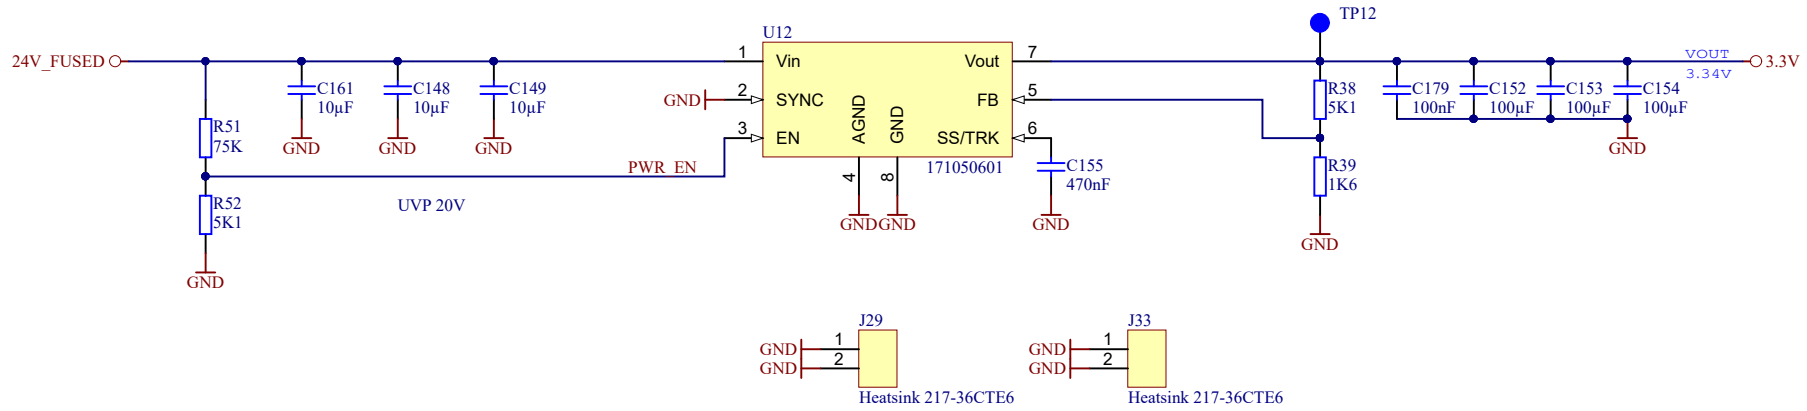 TP12
U12
24V_FUSED
1
Vin
Vout
7
VOUT
3.3V
3.34V
C161
10µF
C148
10µF
C149
10µF
GND
2
SYNC
FB
5
R38
5K1
C179
100nF
C152
100µF
C153
100µF
C154
100µF
R51
75K
GND
GND
GND
3
EN
AGND
GND
SS/TRK
6
GND
PWR_EN
4
8
171050601
C155
470nF
R39
1K6
R52
5K1
UVP 20V
GND
GND
GND
GND
GND
J29
GND
1
GND
2
Heatsink 217-36CTE6
J33
GND
1
GND
2
Heatsink 217-36CTE6